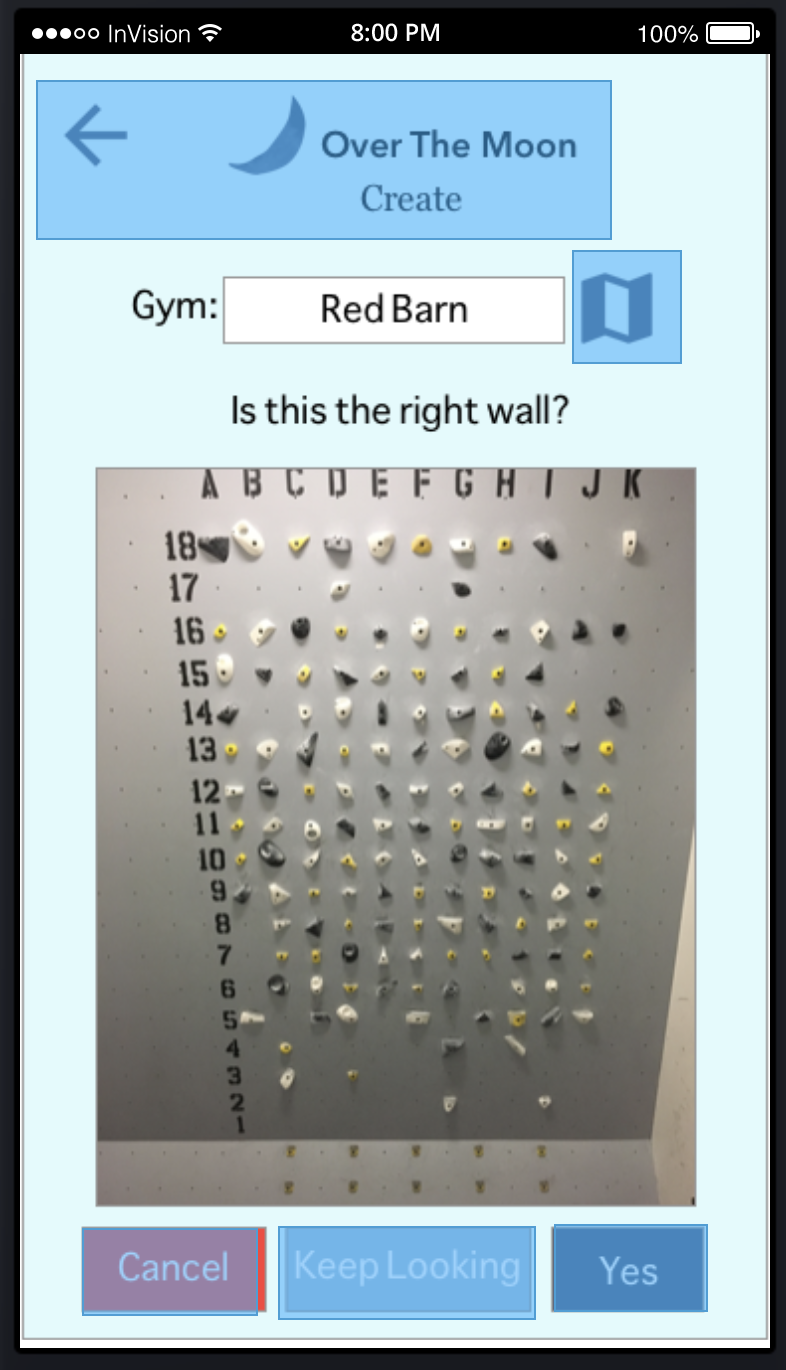 InVision 8:00 PM 100%
Over The Moon
Create
Gym: Red Barn
Is this the right wall?
A B C D E F G H I J K
18
17
16
15
14
13
12
11
10
9
8
7
6
5
4
3
2
1
Cancel Keep Looking Yes